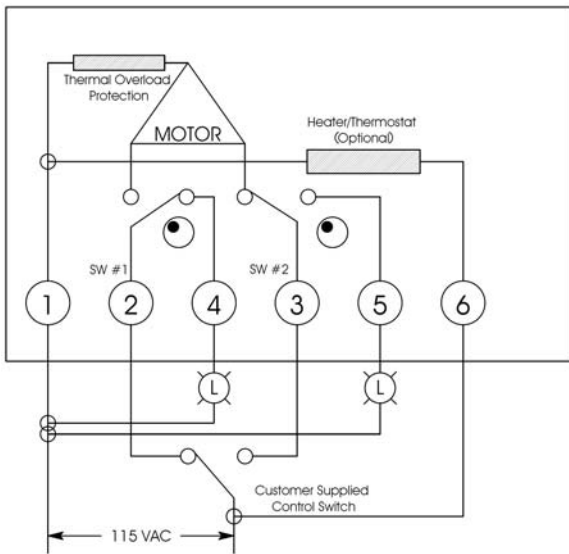 Thermal Overload
Protection
MOTOR
Heater/Thermostat
(Optional)
SW #1
SW #2
1
2
4
3
5
6
L
L
Customer Supplied
Control Switch
115 VAC